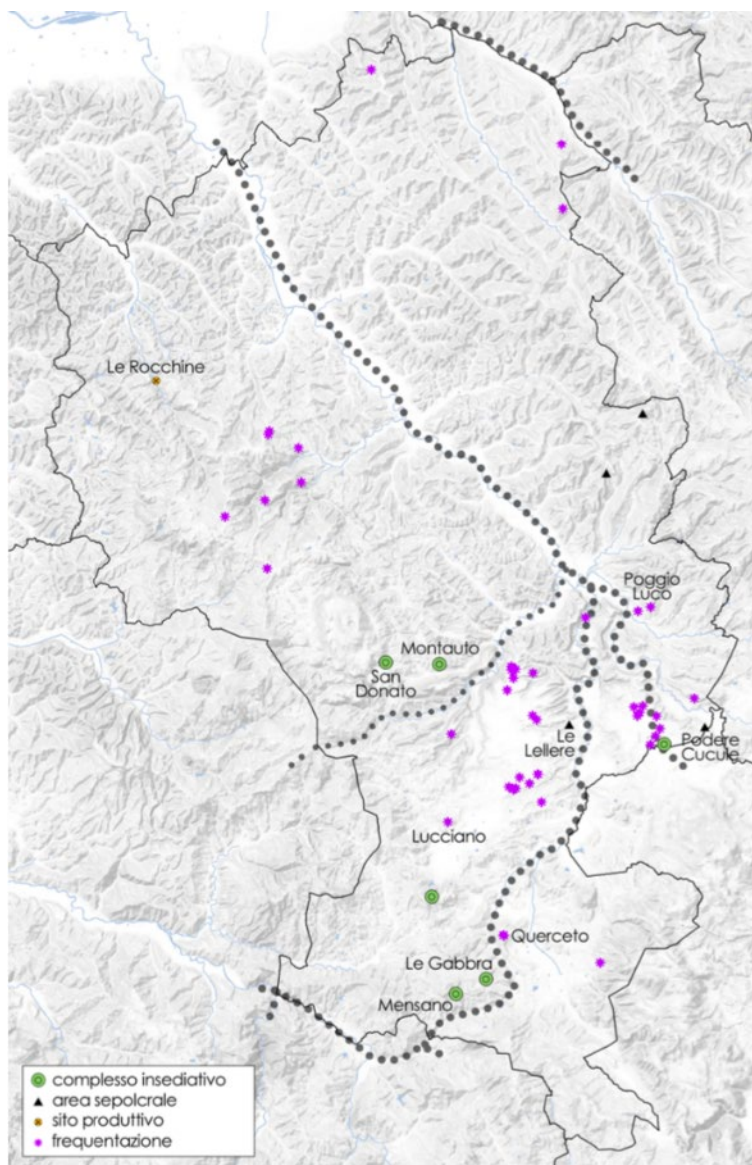 Le Rocchine
Poggio
Luco
Montauto
San
Donato
Le
Lellere
Podere
Cucule
Lucciano
Querceto
Le Gabbra
Mensano
complesso insediativo
area sepolcrale
sito produttivo
frequentazione